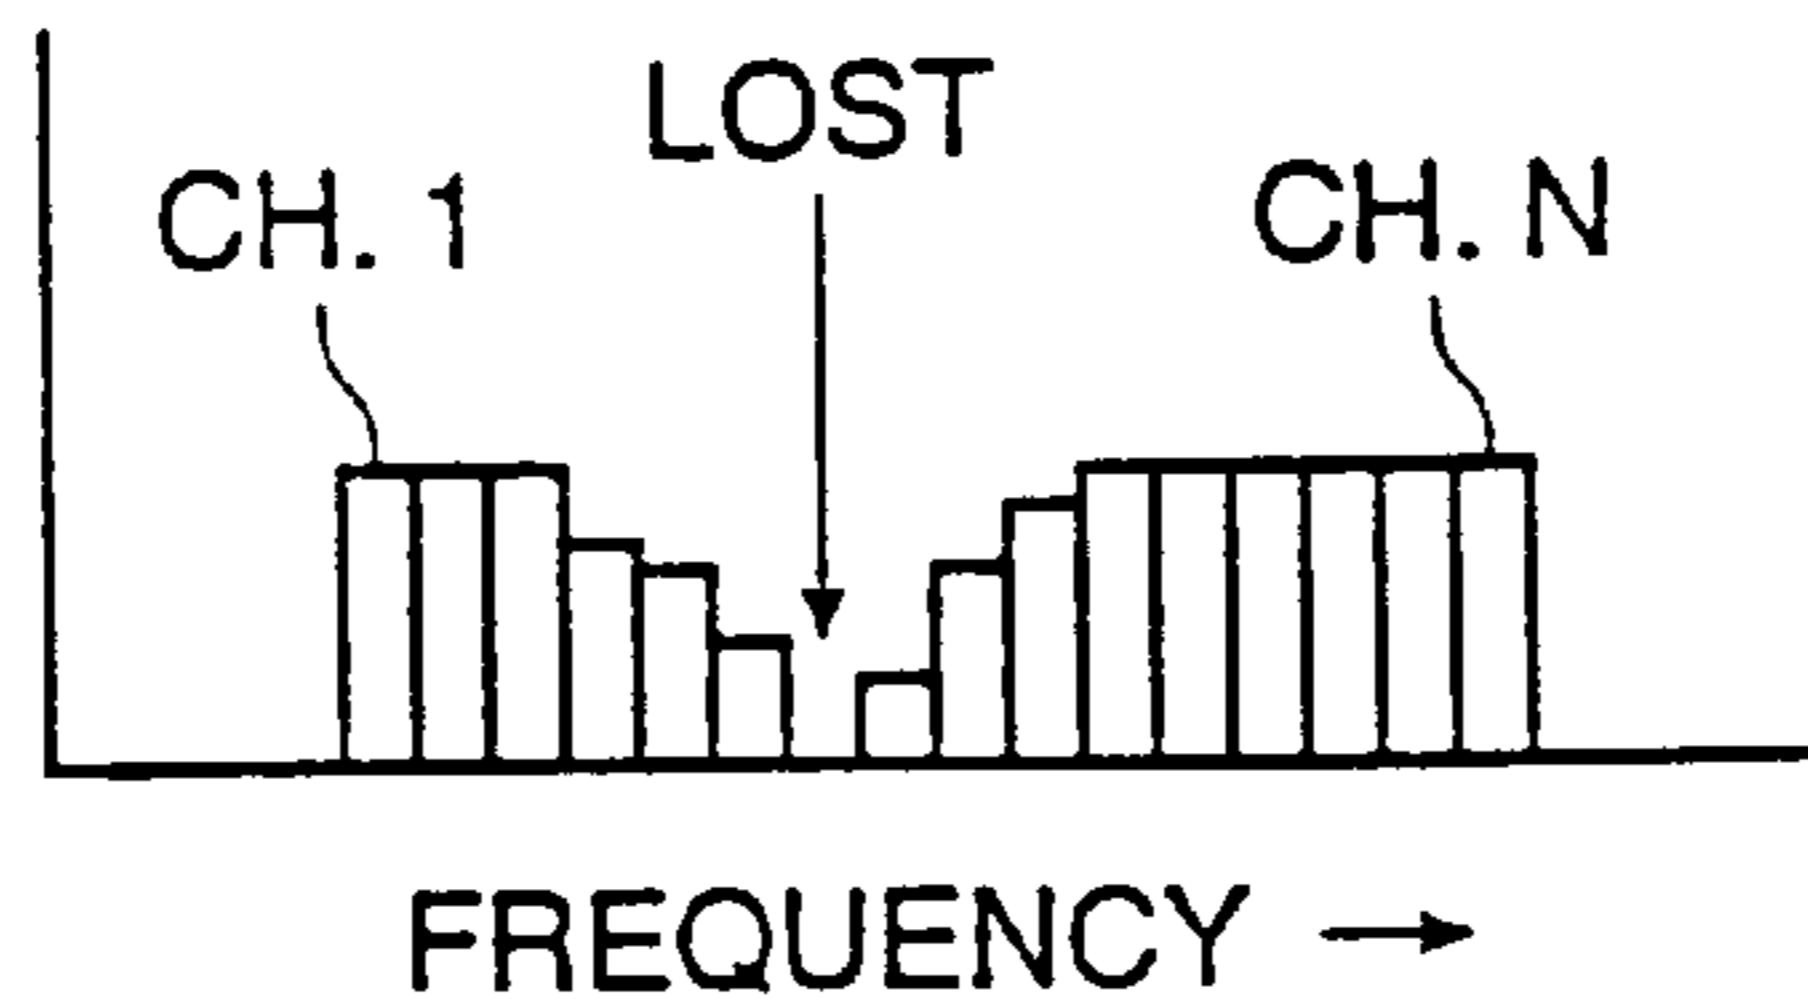 LOST
CH. 1
CH. N
FREQUENCY →